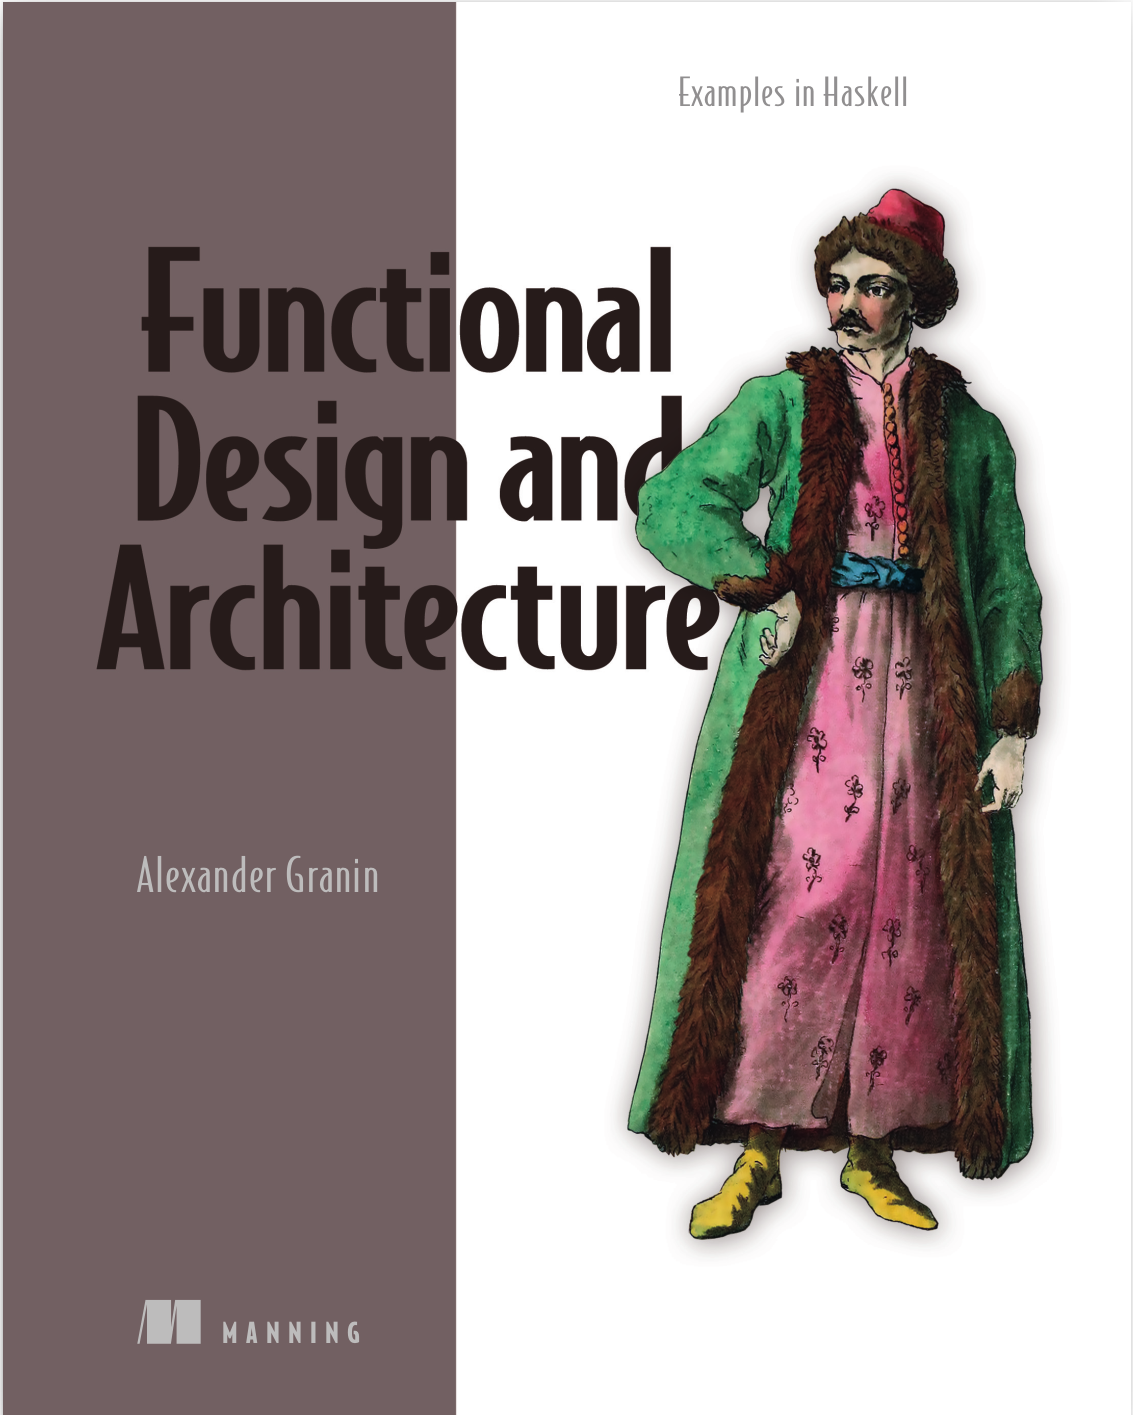 Examples in Haskell
Functional
Design and
Architecture
Alexander Granin
MANNING